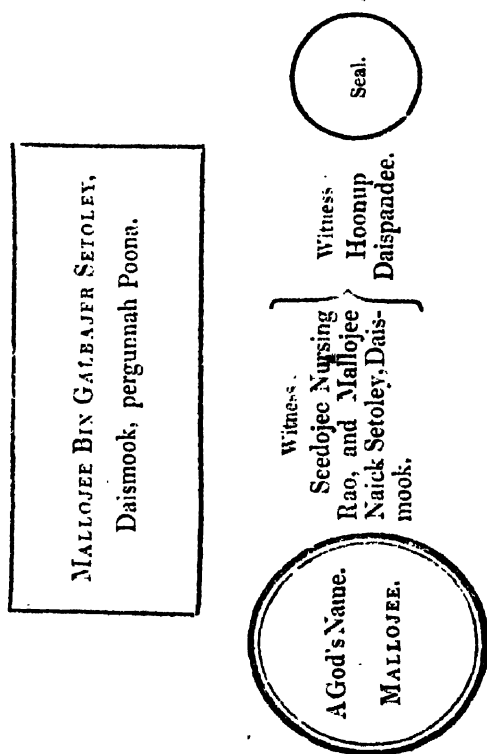 MALLOJEE BIN GALBAJEE SETOLEY,
Daismook, pergunnah Poona.
A God's Name.
MALLOJEE.
Witness.
Seedojee Nursing
Rao, and Mallojee
Naick Setoley, Dais-
mook.
Witness.
Hoonup
Daispandee.
Seal.